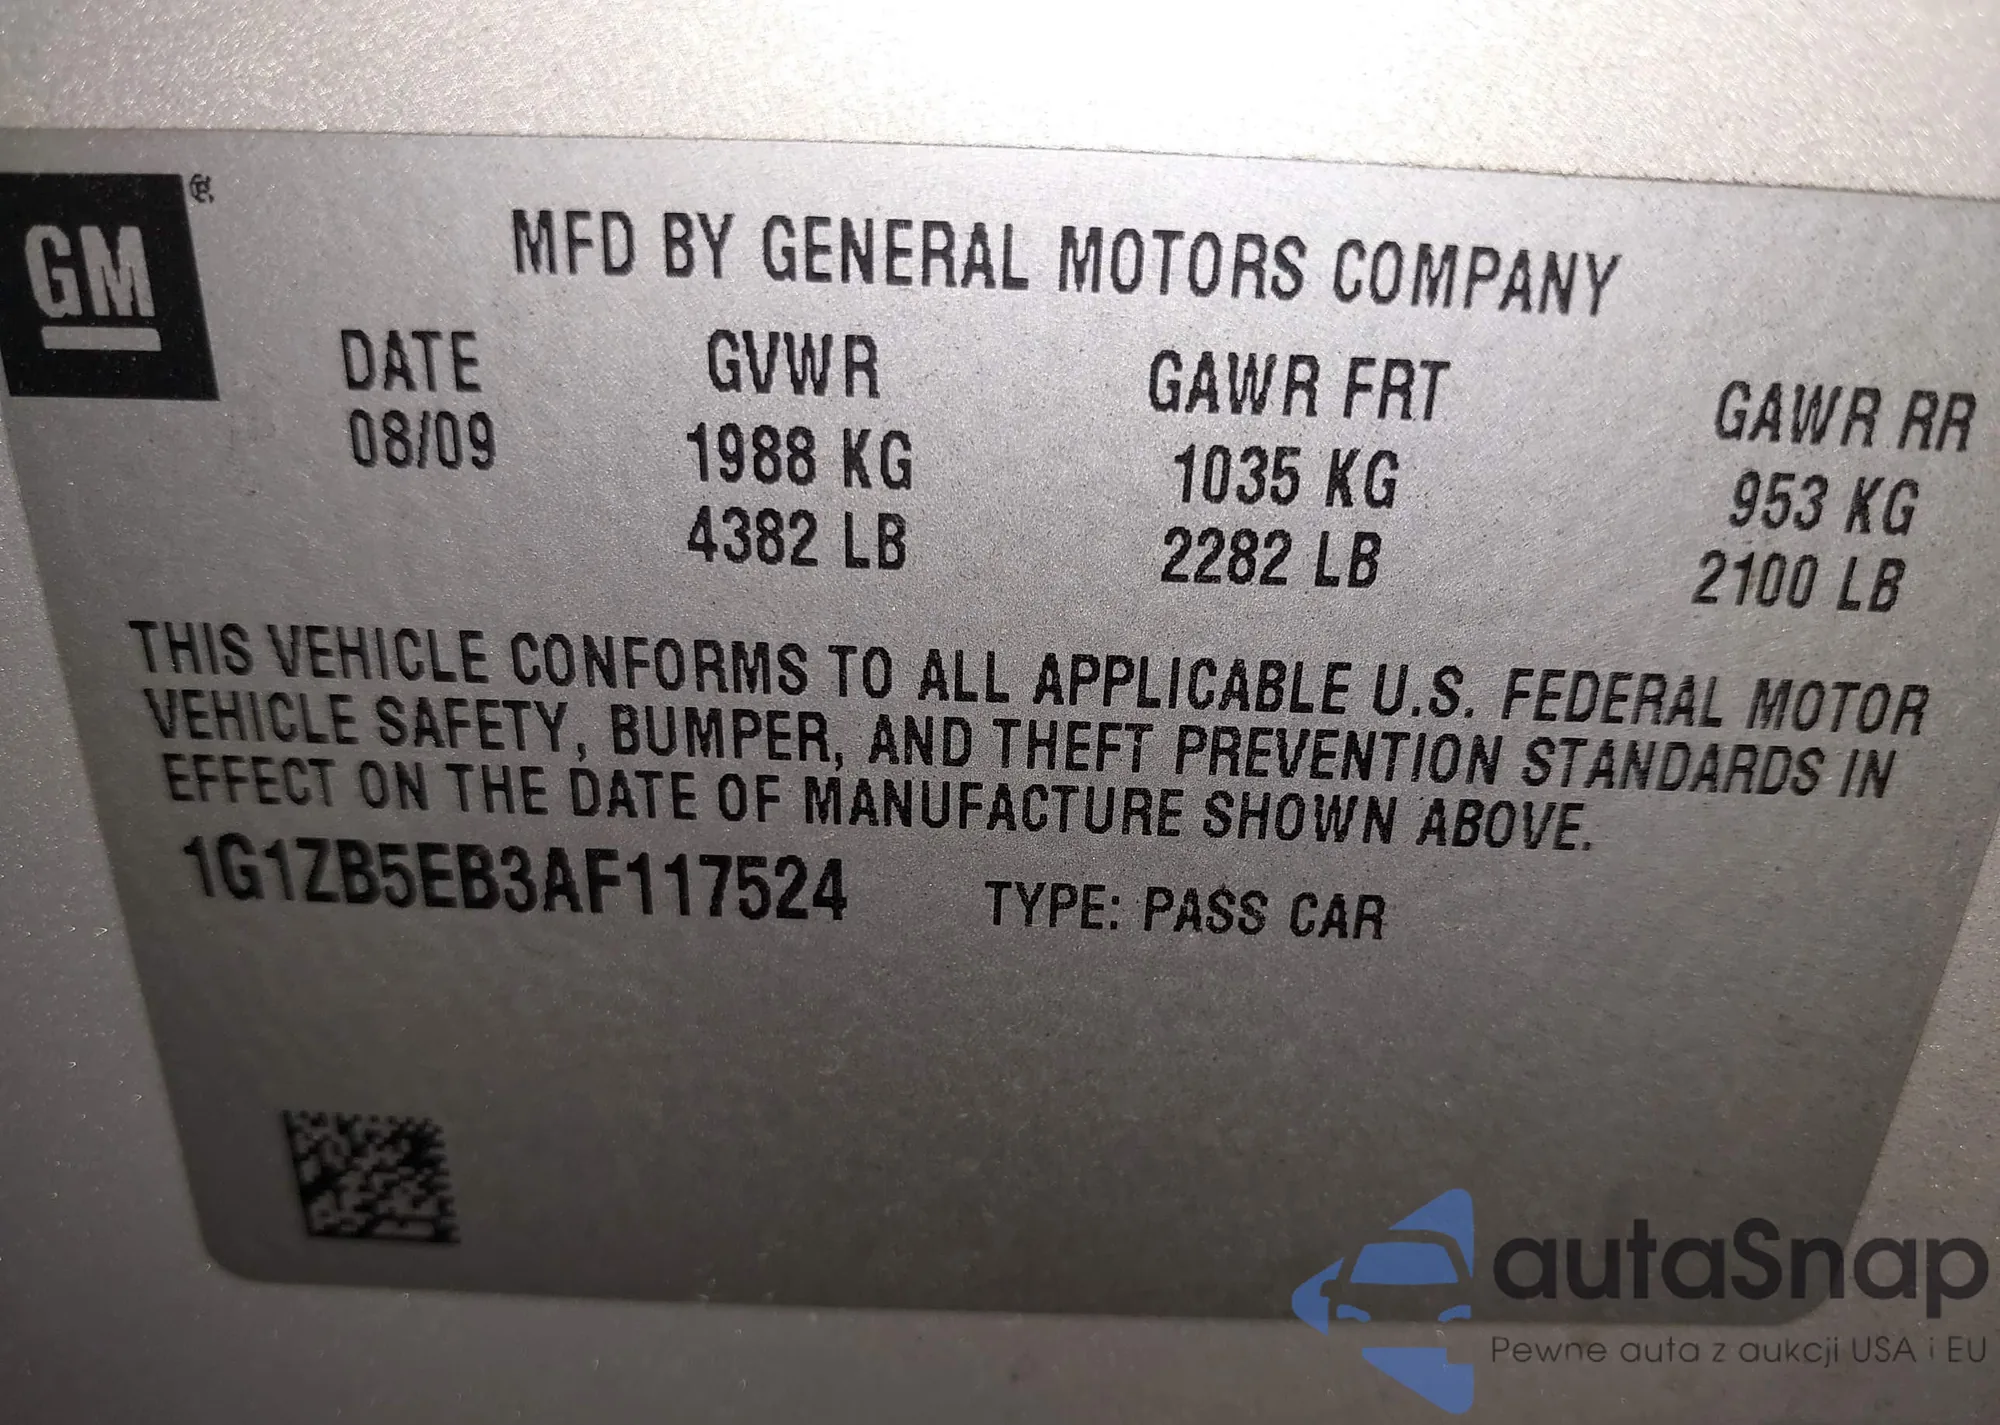 GM
MFD BY GENERAL MOTORS COMPANY
DATE GVWR GAWR FRT GAWR RR
08/09 1988 KG 1035 KG 953 KG
4382 LB 2282 LB 2100 LB
THIS VEHICLE CONFORMS TO ALL APPLICABLE U.S. FEDERAL MOTOR
VEHICLE SAFETY, BUMPER, AND THEFT PREVENTION STANDARDS IN
EFFECT ON THE DATE OF MANUFACTURE SHOWN ABOVE.
1G1ZB5EB3AF117524 TYPE: PASS CAR
autaSnap
Pewne auta z aukcji USA i EU